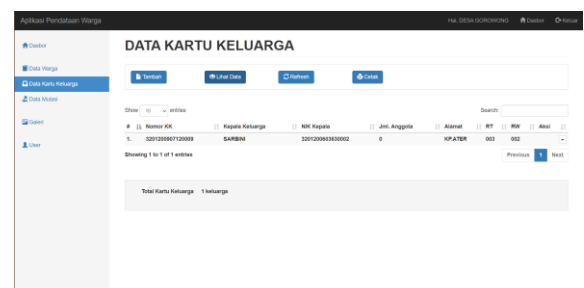 Aplikasi Pendataan Warga
Hai, DESA GOROWONG
Dasbor
Keluar
Dasbor
Data Warga
Data Kartu Keluarga
Data Mutasi
Galeri
User
DATA KARTU KELUARGA
Tambah
Lihat Data
Refresh
Cetak
Show 10 entries
Search:
# Nomor KK Kepala Keluarga NIK Kepala Jml. Anggota Alamat RT RW Aksi
1. 3201200907120009 SARBINI 3201200603630002 0 KP.ATER 003 002
Showing 1 to 1 of 1 entries
Previous 1 Next
Total Kartu Keluarga 1 keluarga